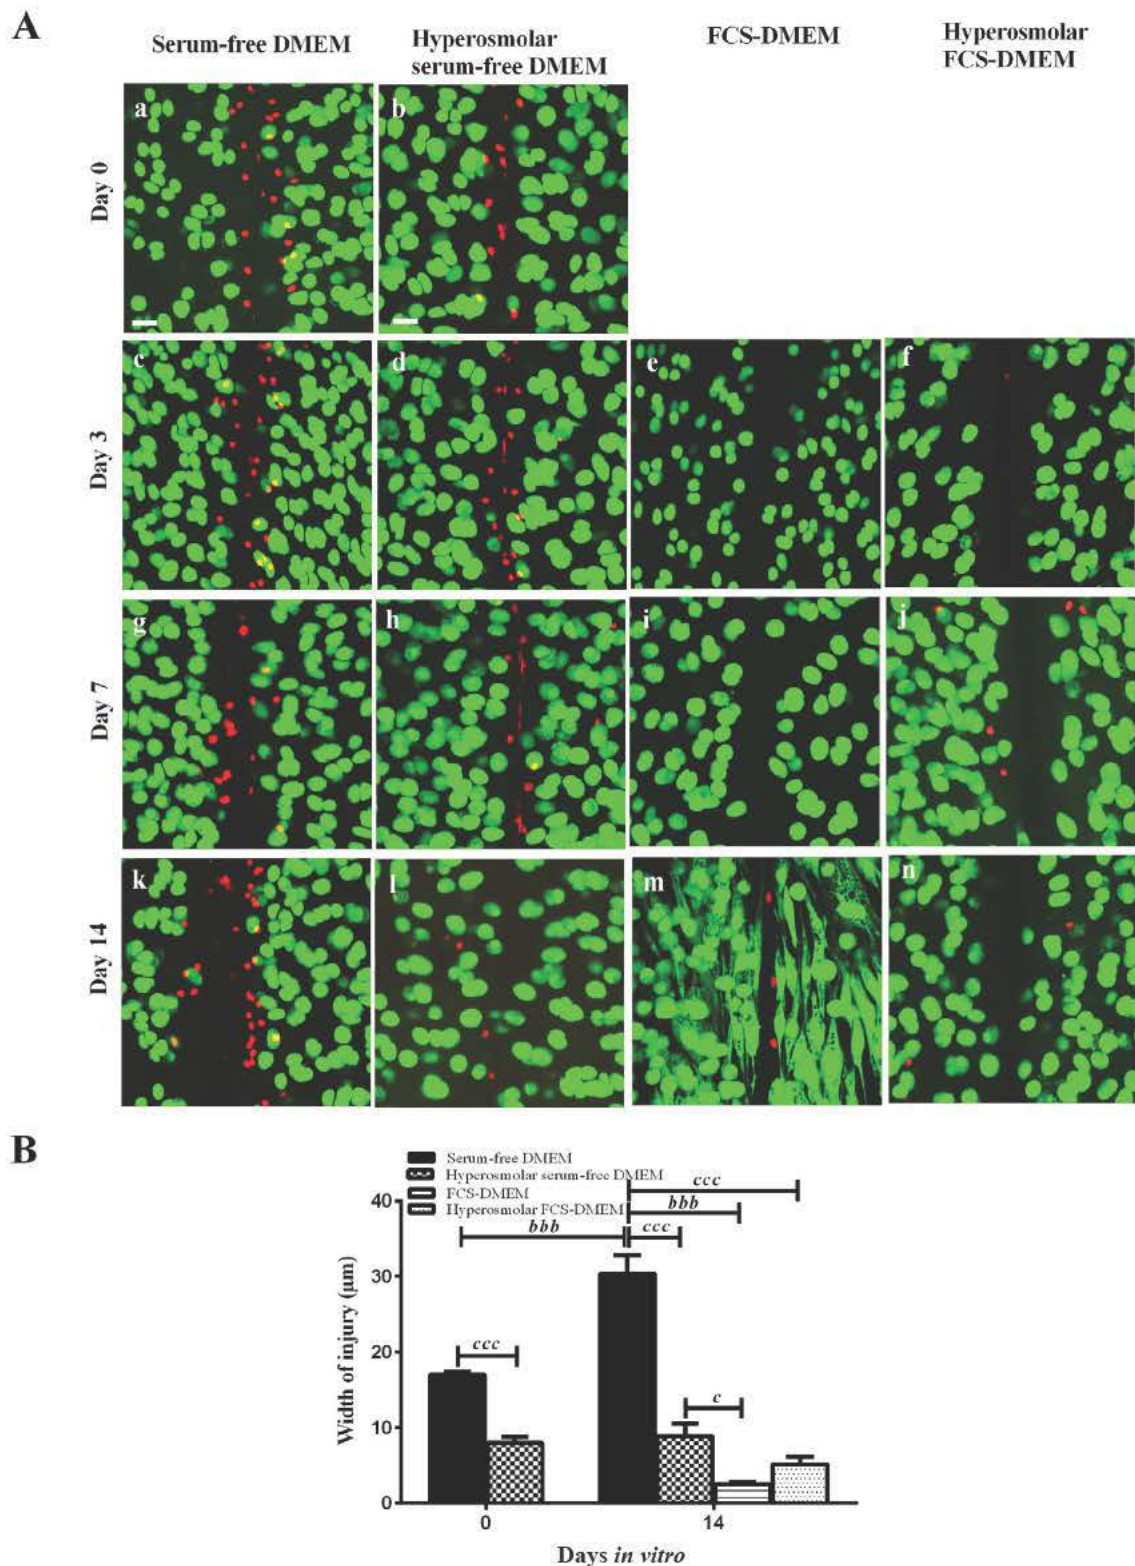 A
Serum-free DMEM
Hyperosmolar
serum-free DMEM
FCS-DMEM
Hyperosmolar
FCS-DMEM
Day 0
a
b
Day 3
c
d
e
f
Day 7
g
h
i
j
Day 14
k
l
m
n
B
Serum-free DMEM
Hyperosmolar serum-free DMEM
FCS-DMEM
Hyperosmolar FCS-DMEM
ccc
bbb
bbb
ccc
ccc
c
Width of injury (μm)
40
30
20
10
0
0
14
Days in vitro